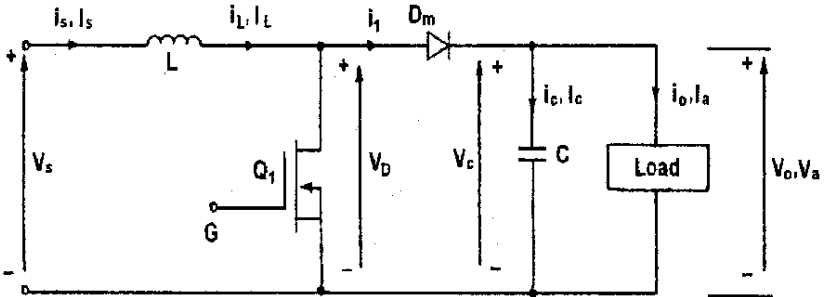 is, Is
iL, IL
i1
Dm
+
L
+
+
+
ic, Ic
io, Ia
Vs
Q1
VD
Vc
C
Load
Vo, Va
G
–
–
–
–